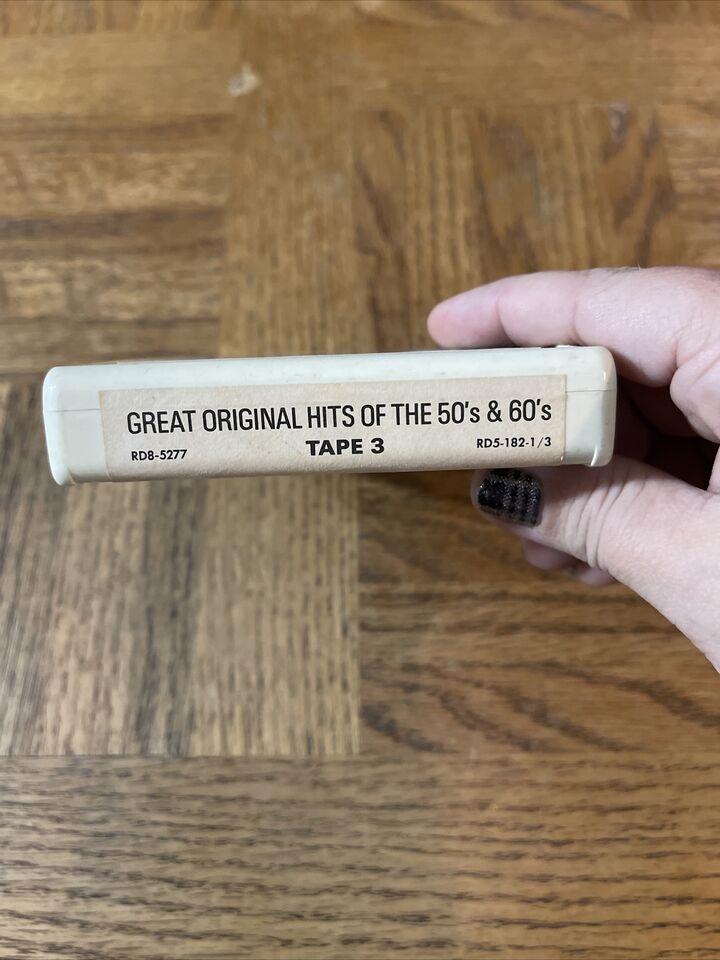 GREAT ORIGINAL HITS OF THE 50's & 60's
TAPE 3
RD8-5277
RD5-182-1/3